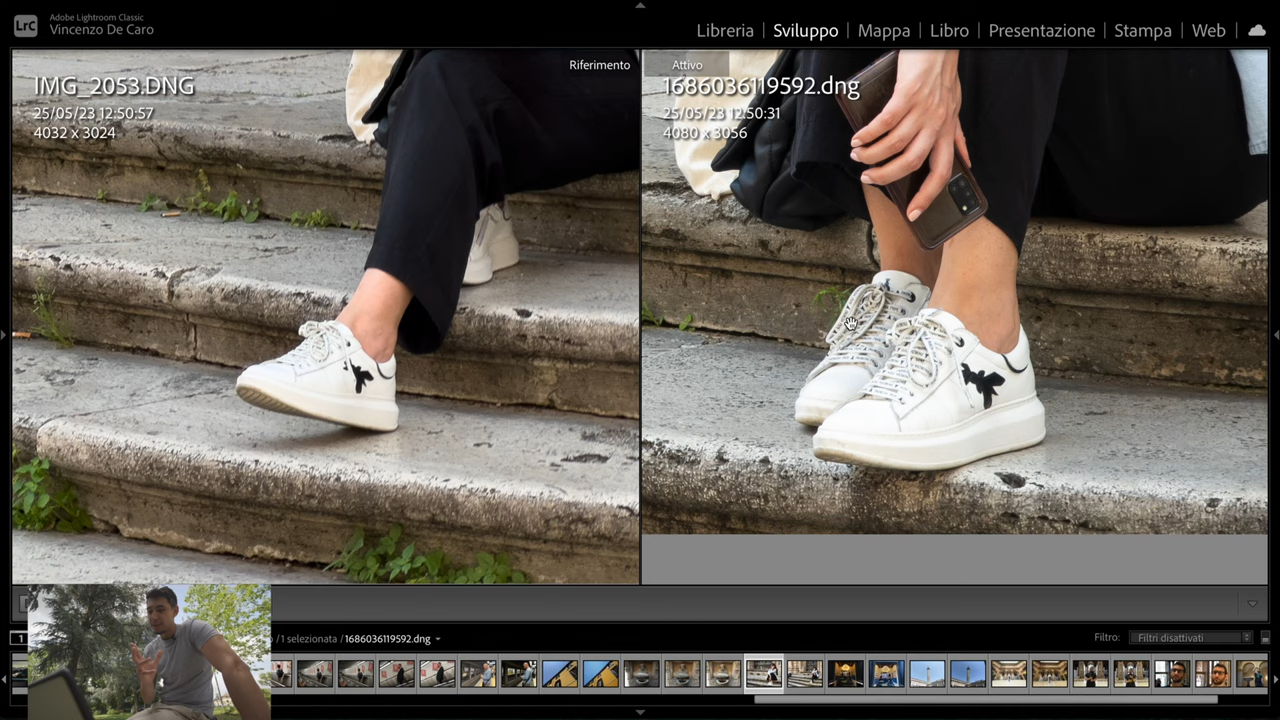 LrC
Adobe Lightroom Classic
Vincenzo De Caro
Libreria | Sviluppo | Mappa | Libro | Presentazione | Stampa | Web
IMG_2053.DNG
25/05/23 12:50:57
4032 x 3024
Riferimento
Attivo
1686036119592.dng
25/05/23 12:50:31
4080 x 3056
1
/1 selezionata /1686036119592.dng
Filtro:
Filtri disattivati